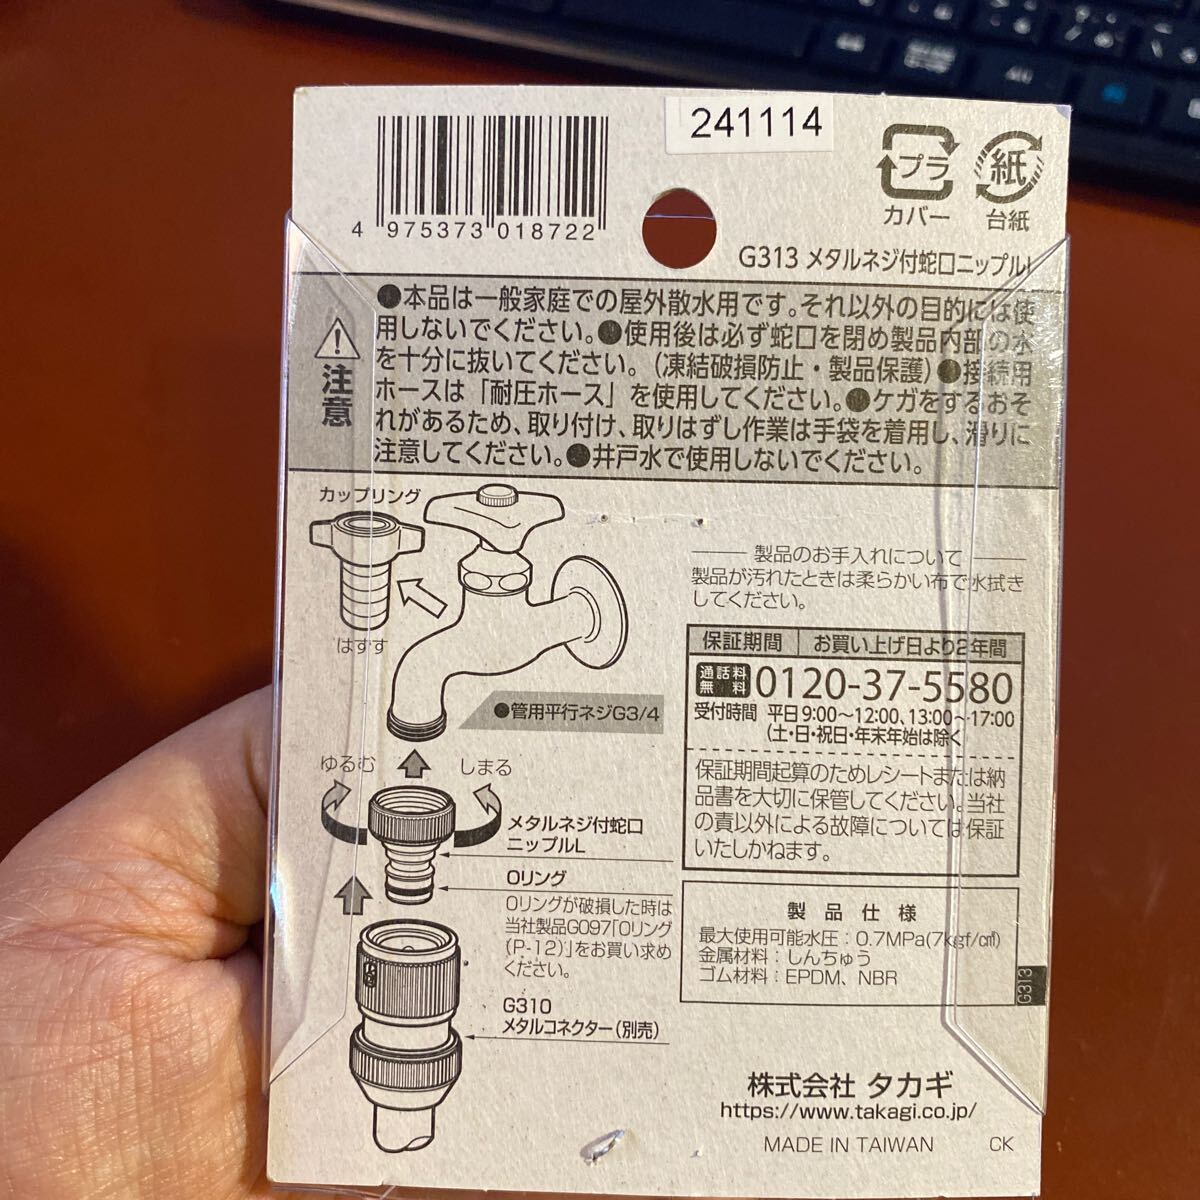 241114
プラ
カバー
紙
台紙
4 975373 018722
G313 メタルネジ付蛇口ニップルL
注意
●本品は一般家庭での屋外散水用です。それ以外の目的には使
用しないでください。●使用後は必ず蛇口を閉め製品内部の水
を十分に抜いてください。(凍結破損防止・製品保護)●接続用
ホースは「耐圧ホース」を使用してください。●ケガをするおそ
れがあるため、取り付け、取りはずし作業は手袋を着用し、滑りに
注意してください。●井戸水で使用しないでください。
カップリング
はずす
●管用平行ネジG3/4
ゆるむ
しまる
メタルネジ付蛇口
ニップルL
Oリング
Oリングが破損した時は
当社製品G097「Oリング
(P-12)」をお買い求め
ください。
G310
メタルコネクター(別売)
製品のお手入れについて
製品が汚れたときは柔らかい布で水拭き
してください。
保証期間 お買い上げ日より2年間
通話料
無料
0120-37-5580
受付時間 平日9:00〜12:00、13:00〜17:00
(土・日・祝日・年末年始は除く)
保証期間起算のためレシートまたは納
品書を大切に保管してください。当社
の責以外による故障については保証
いたしかねます。
製品仕様
最大使用可能水圧:0.7MPa(7kgf/c㎡)
金属材料:しんちゅう
ゴム材料:EPDM、NBR
G313
株式会社 タカギ
https://www.takagi.co.jp/
MADE IN TAIWAN CK